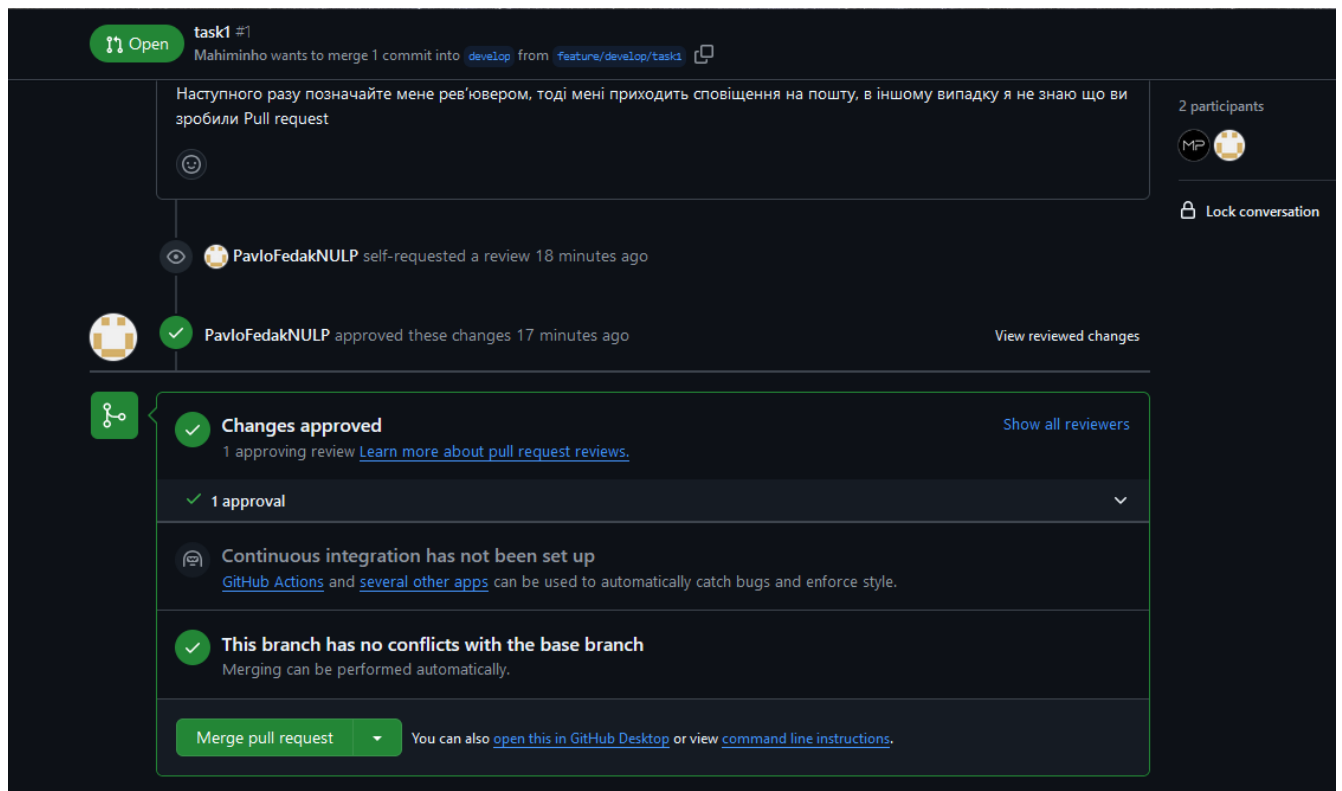 Open
task1 #1
Mahiminho wants to merge 1 commit into develop from feature/develop/task1
Наступного разу позначайте мене рев'ювером, тоді мені приходить сповіщення на пошту, в іншому випадку я не знаю що ви
зробили Pull request
2 participants
MP
Lock conversation
PavloFedakNULP self-requested a review 18 minutes ago
PavloFedakNULP approved these changes 17 minutes ago
View reviewed changes
Changes approved
Show all reviewers
1 approving review Learn more about pull request reviews.
1 approval
Continuous integration has not been set up
GitHub Actions and several other apps can be used to automatically catch bugs and enforce style.
This branch has no conflicts with the base branch
Merging can be performed automatically.
Merge pull request
You can also open this in GitHub Desktop or view command line instructions.